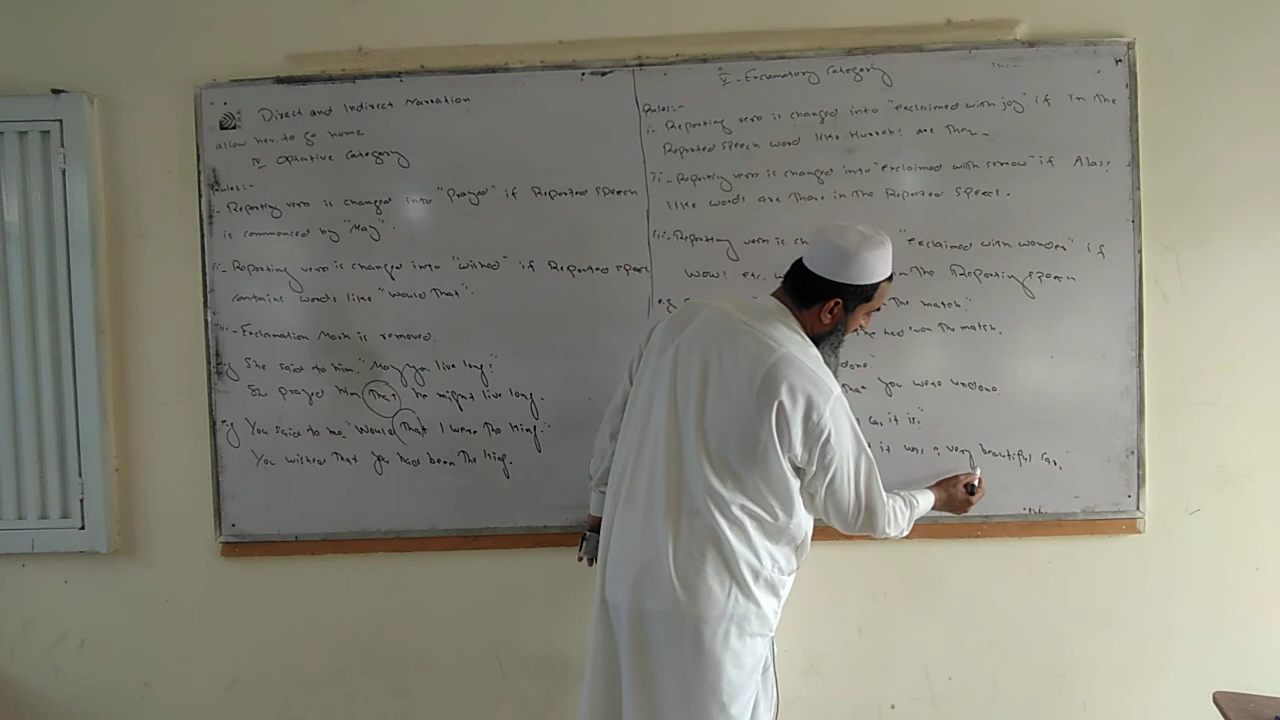 Direct and Indirect Narration
allow her to go home
IV Optative Category
Rules:-
i- Reporting verb is changed into "Prayed" if Reported Speech
is commenced by "May".
ii- Reporting verb is changed into "wished" if Reported Speech
contains words like "Would That".
iii- Exclamation Mark is removed.
eg She said to him, "May you live long!"
She prayed him That he might live long.
eg You said to me, "Would That I were The King."
You wished That you had been The King.
V- Exclamatory Category
Rules:-
i- Reporting verb is changed into "exclaimed with joy" if in The
Reported Speech word like Hurrah! are There
ii- Reporting verb is changed into "exclaimed with sorrow" if Alas!
like words are There in The Reported Speech.
iii- Reporting verb is ch "exclaimed with wonder" if
Wow! etc. w in The Reporting speech
e.g The match."
he had won The match.
done."
That you were undone.
car it is."
it was a very beautiful car.